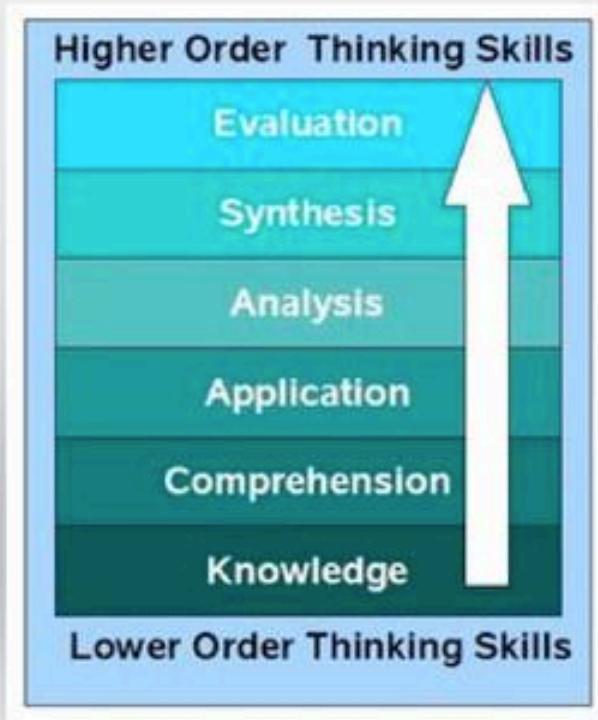 Higher Order Thinking Skills
Evaluation
Synthesis
Analysis
Application
Comprehension
Knowledge
Lower Order Thinking Skills